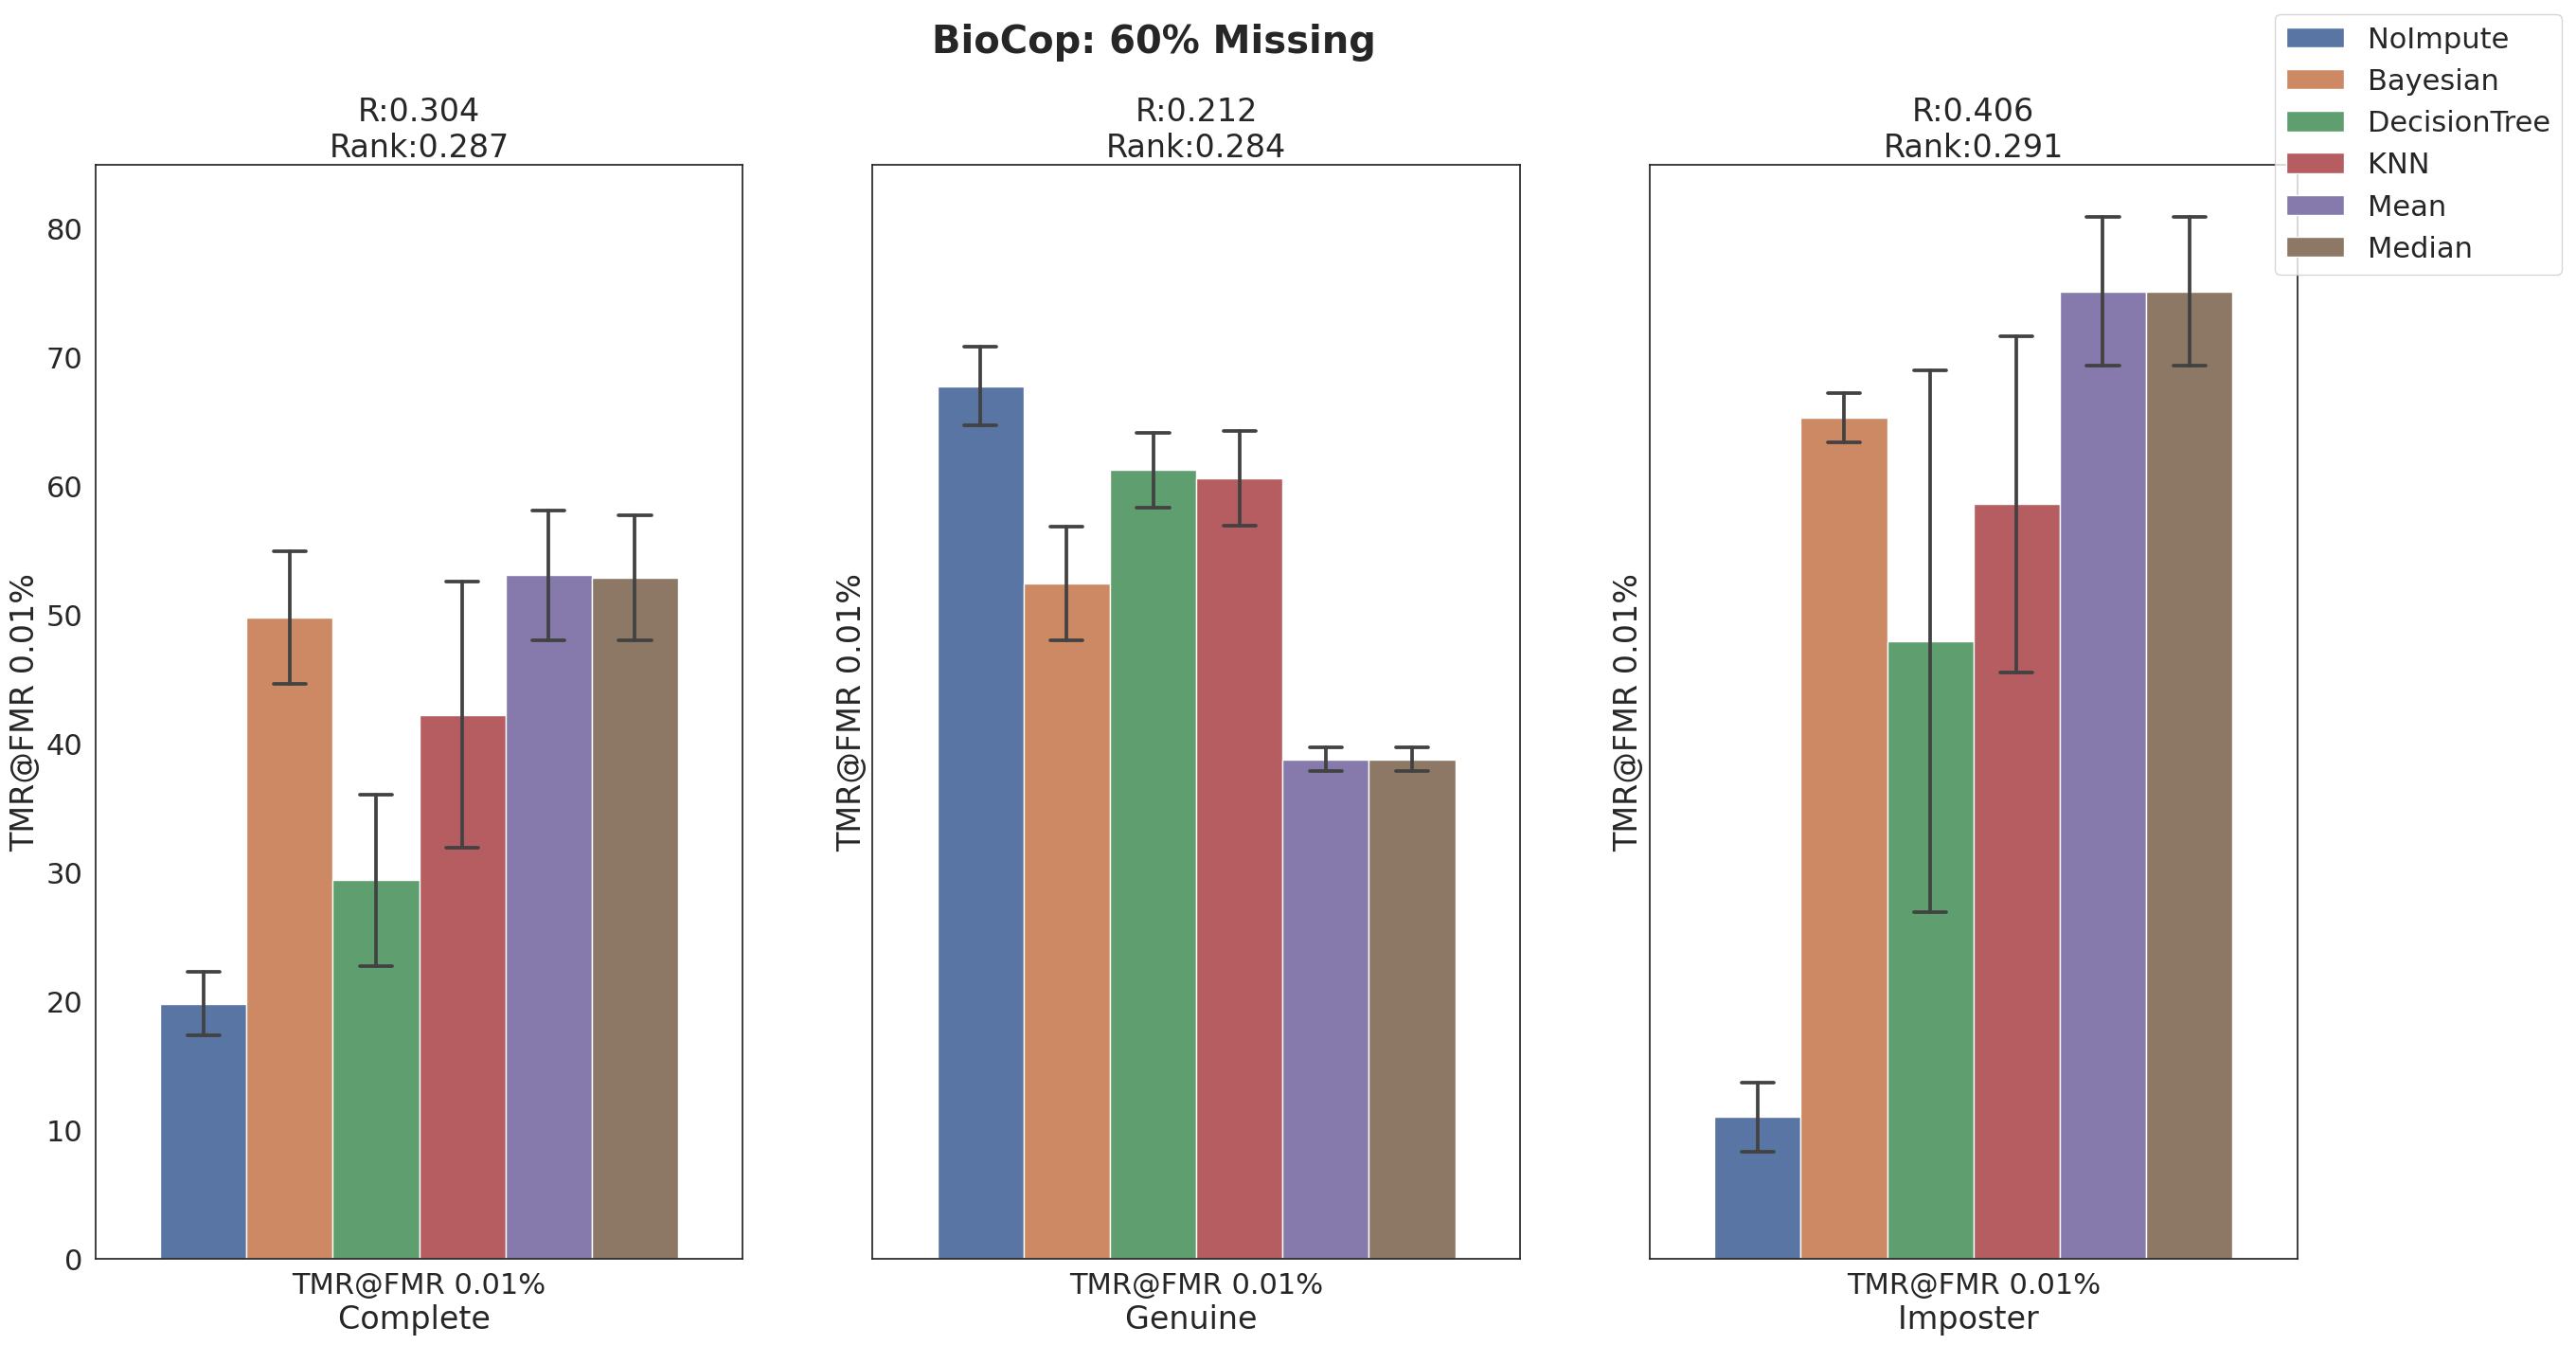 BioCop: 60% Missing
NoImpute
Bayesian
DecisionTree
KNN
Mean
Median
R:0.304
Rank:0.287
R:0.212
Rank:0.284
R:0.406
Rank:0.291
TMR@FMR 0.01%
80
70
60
50
40
30
20
10
0
TMR@FMR 0.01%
Complete
TMR@FMR 0.01%
TMR@FMR 0.01%
Genuine
TMR@FMR 0.01%
TMR@FMR 0.01%
Imposter